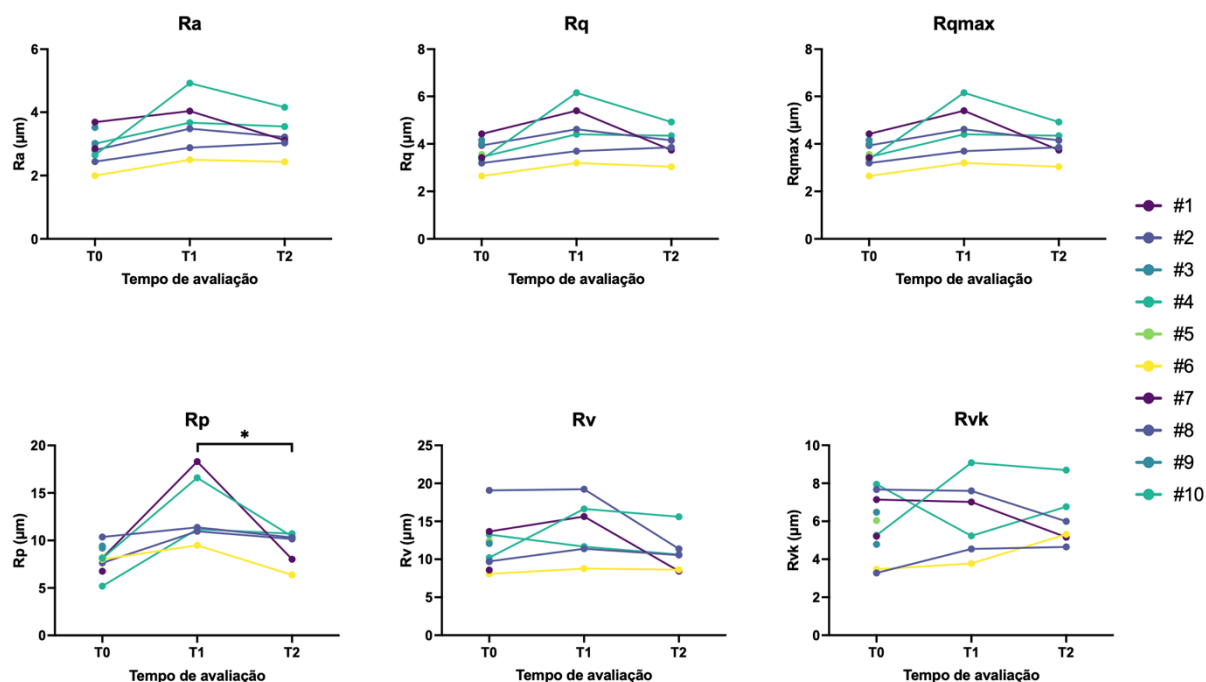 Ra
Ra (µm)
6
4
2
0
T0 T1 T2
Tempo de avaliação
Rq
Rq (µm)
8
6
4
2
0
T0 T1 T2
Tempo de avaliação
Rqmax
Rqmax (µm)
8
6
4
2
0
T0 T1 T2
Tempo de avaliação
#1
#2
#3
#4
#5
#6
#7
#8
#9
#10
Rp
*
Rp (µm)
20
15
10
5
0
T0 T1 T2
Tempo de avaliação
Rv
Rv (µm)
25
20
15
10
5
0
T0 T1 T2
Tempo de avaliação
Rvk
Rvk (µm)
10
8
6
4
2
0
T0 T1 T2
Tempo de avaliação